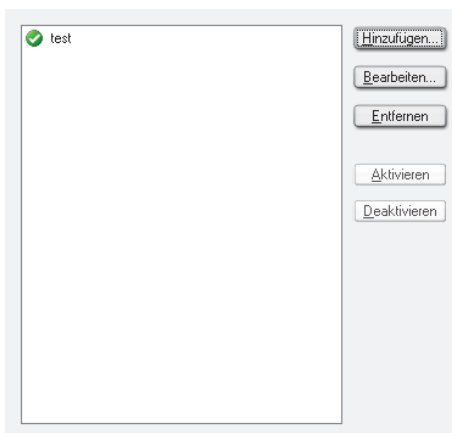 test
Hinzufügen...
Bearbeiten...
Entfernen
Aktivieren
Deaktivieren